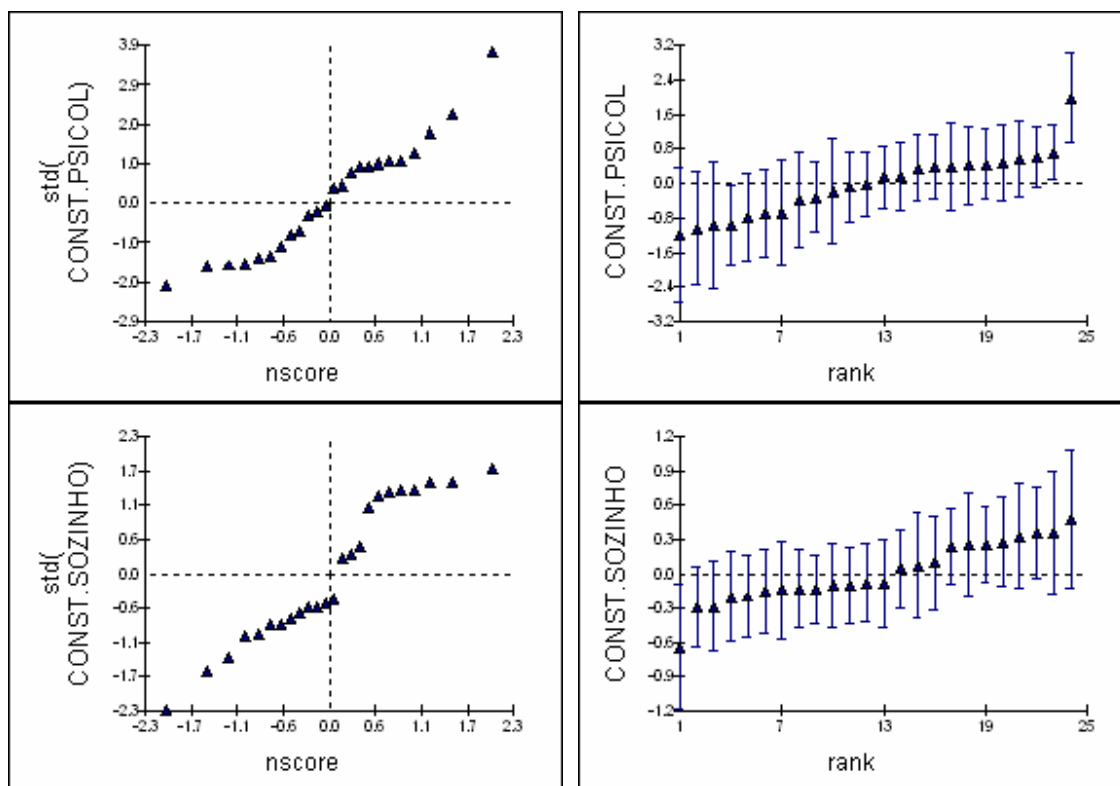 std(
CONST.PSICOL)
3.9
2.9
2.0
1.0
0.0
-1.0
-2.0
-2.9
-2.3 -1.7 -1.1 -0.6 0.0 0.6 1.1 1.7 2.3
nscore
CONST.PSICOL
3.2
2.4
1.6
0.8
0.0
-0.8
-1.6
-2.4
-3.2
1 7 13 19 25
rank
std(
CONST.SOZINHO)
2.3
1.7
1.1
0.6
0.0
-0.6
-1.1
-1.7
-2.3
-2.3 -1.7 -1.1 -0.6 0.0 0.6 1.1 1.7 2.3
nscore
CONST.SOZINHO
1.2
0.9
0.6
0.3
0.0
-0.3
-0.6
-0.9
-1.2
1 7 13 19 25
rank